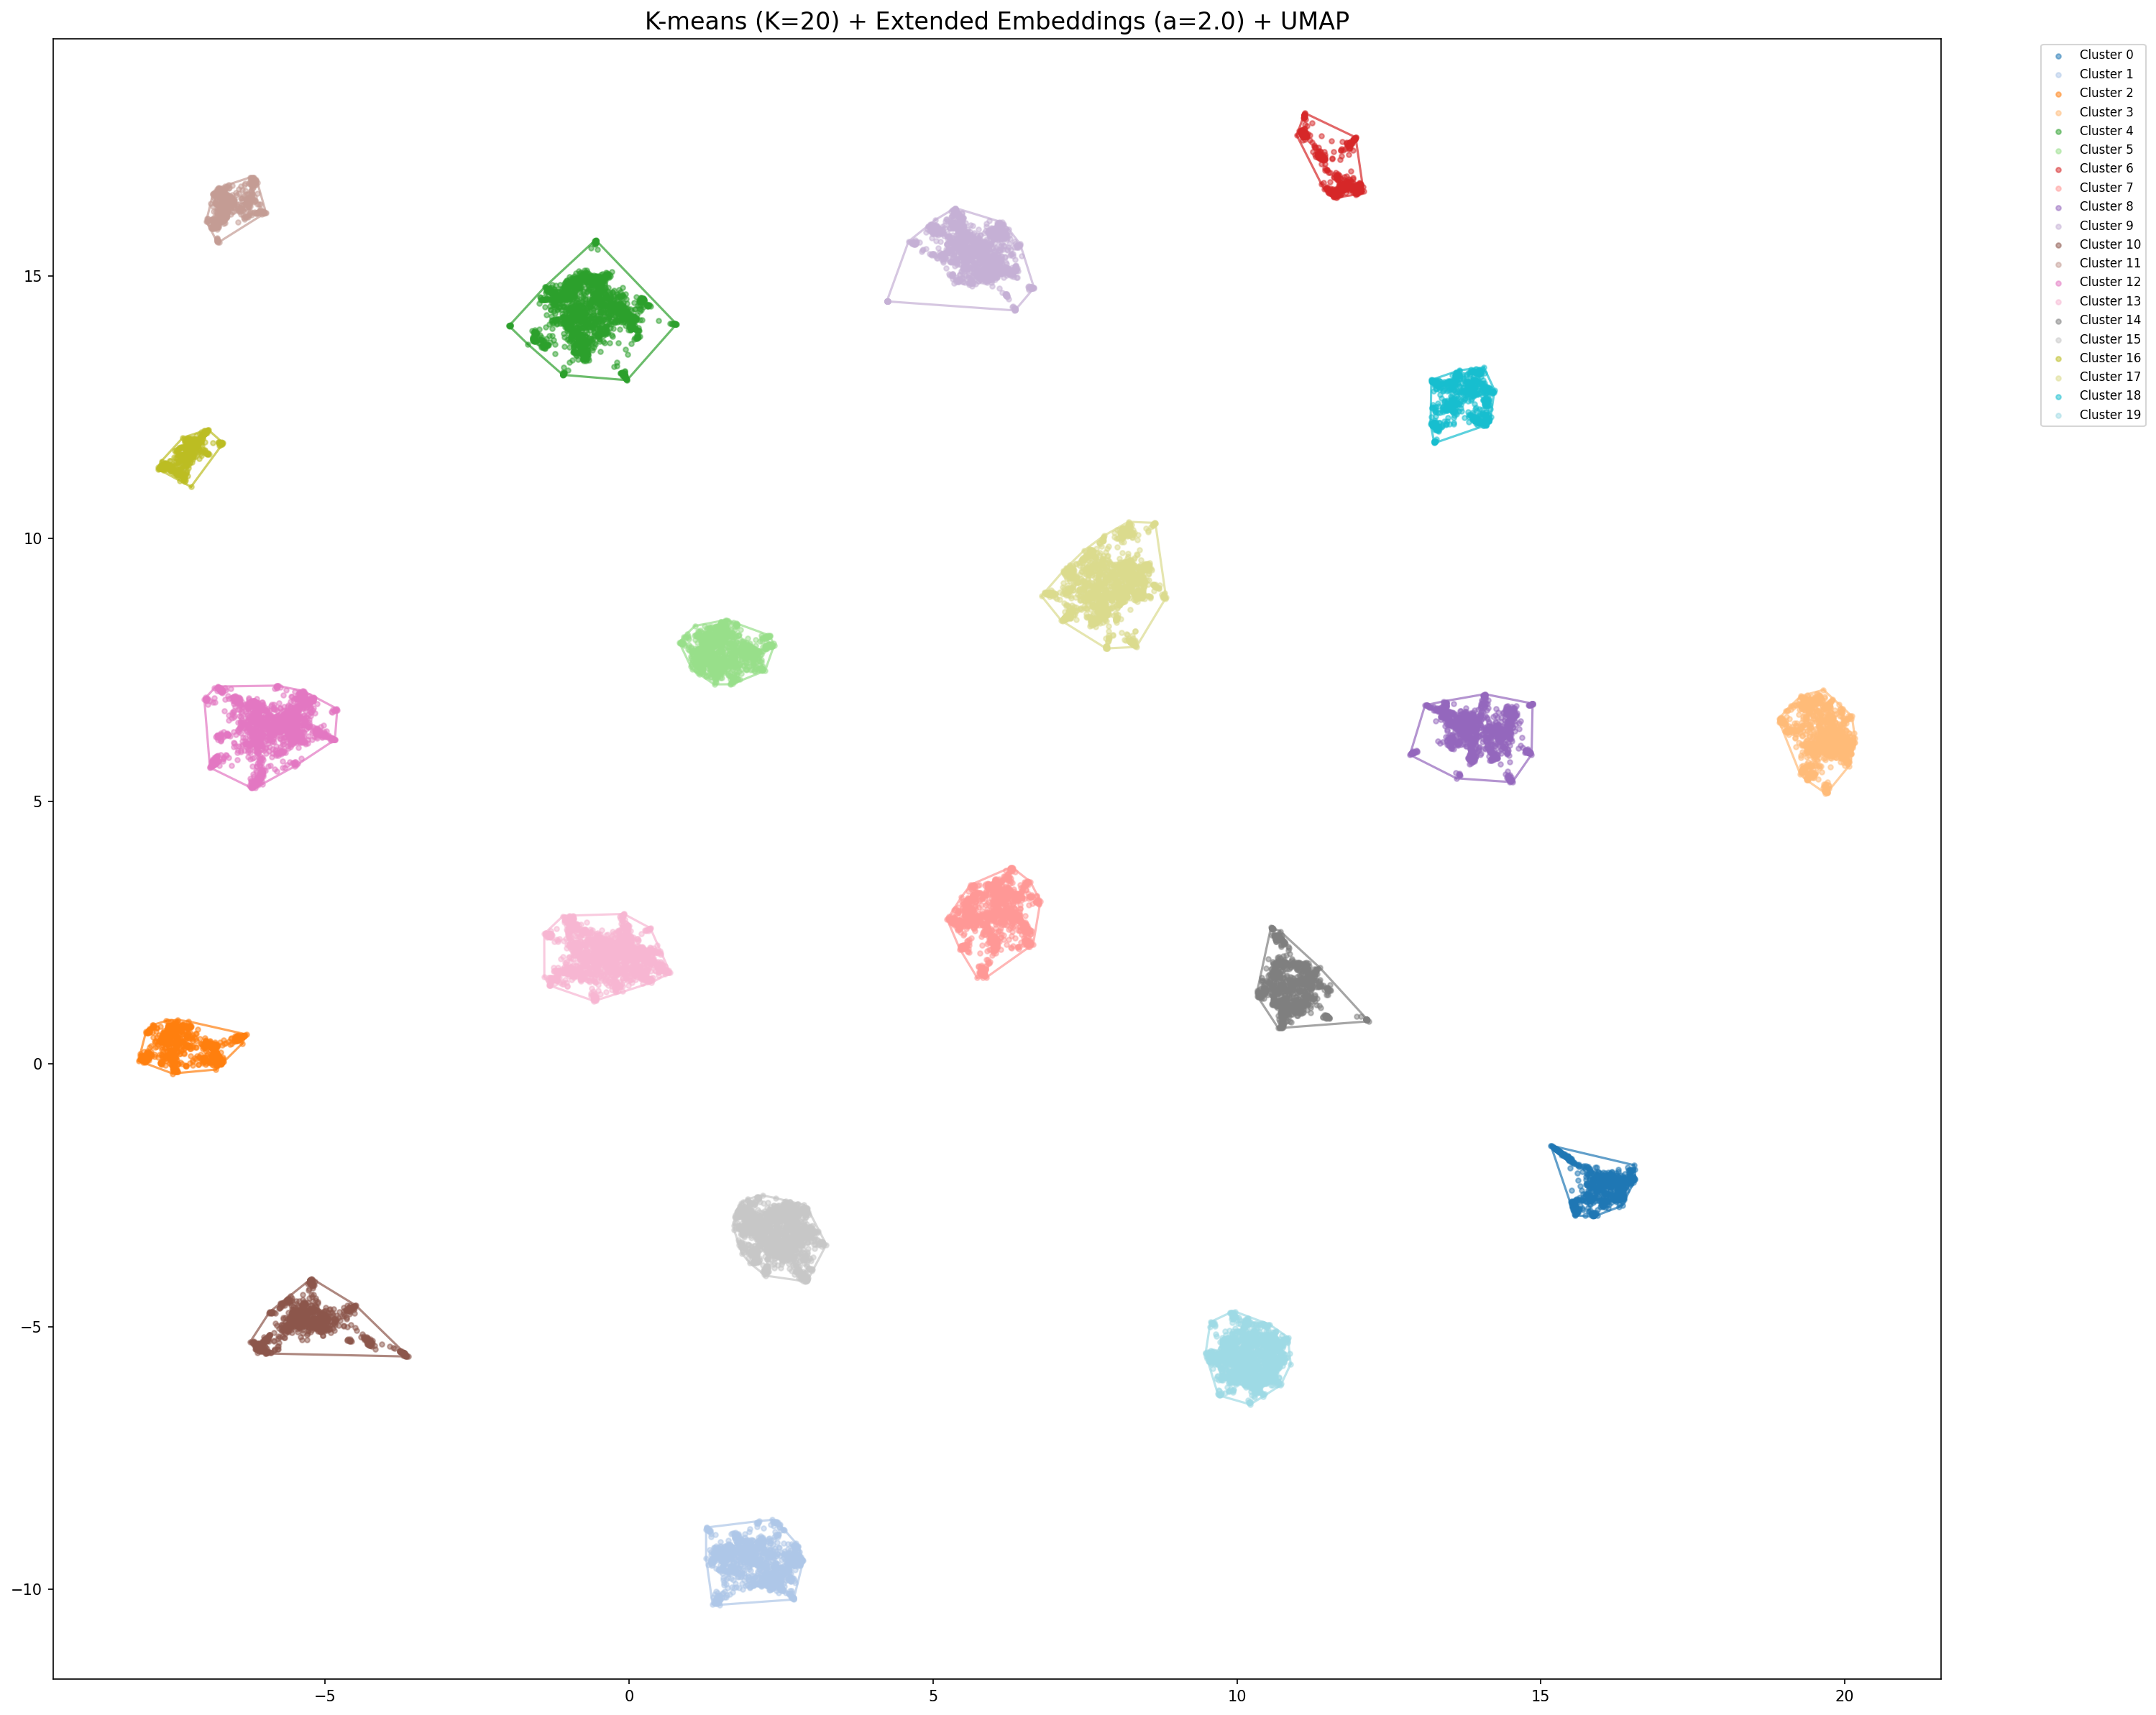 K-means (K=20) + Extended Embeddings (a=2.0) + UMAP
Cluster 0
Cluster 1
Cluster 2
Cluster 3
Cluster 4
Cluster 5
Cluster 6
Cluster 7
Cluster 8
Cluster 9
Cluster 10
Cluster 11
Cluster 12
Cluster 13
Cluster 14
Cluster 15
Cluster 16
Cluster 17
Cluster 18
Cluster 19
15
10
5
0
−5
−10
−5 0 5 10 15 20